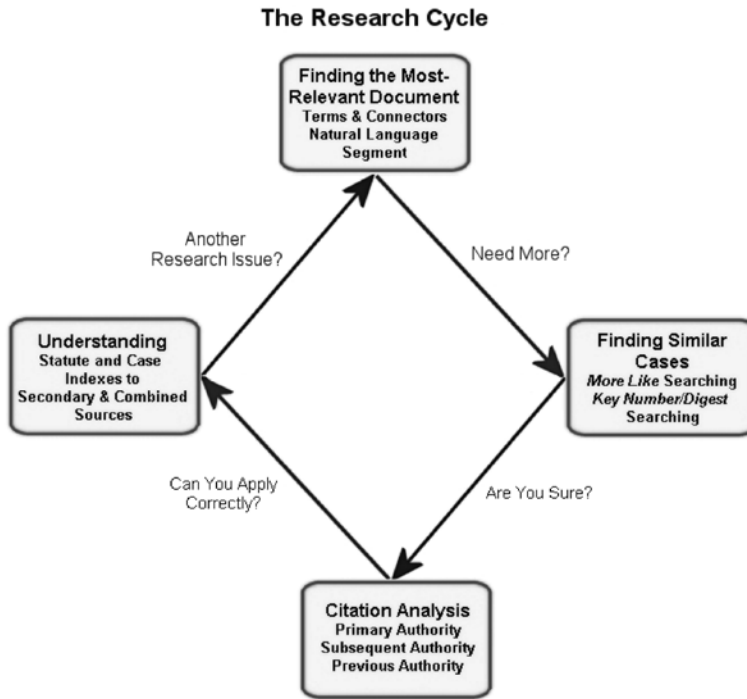 The Research Cycle
Finding the Most-
Relevant Document
Terms & Connectors
Natural Language
Segment
Another
Research Issue?
Need More?
Understanding
Statute and Case
Indexes to
Secondary & Combined
Sources
Finding Similar
Cases
More Like Searching
Key Number/Digest
Searching
Can You Apply
Correctly?
Are You Sure?
Citation Analysis
Primary Authority
Subsequent Authority
Previous Authority